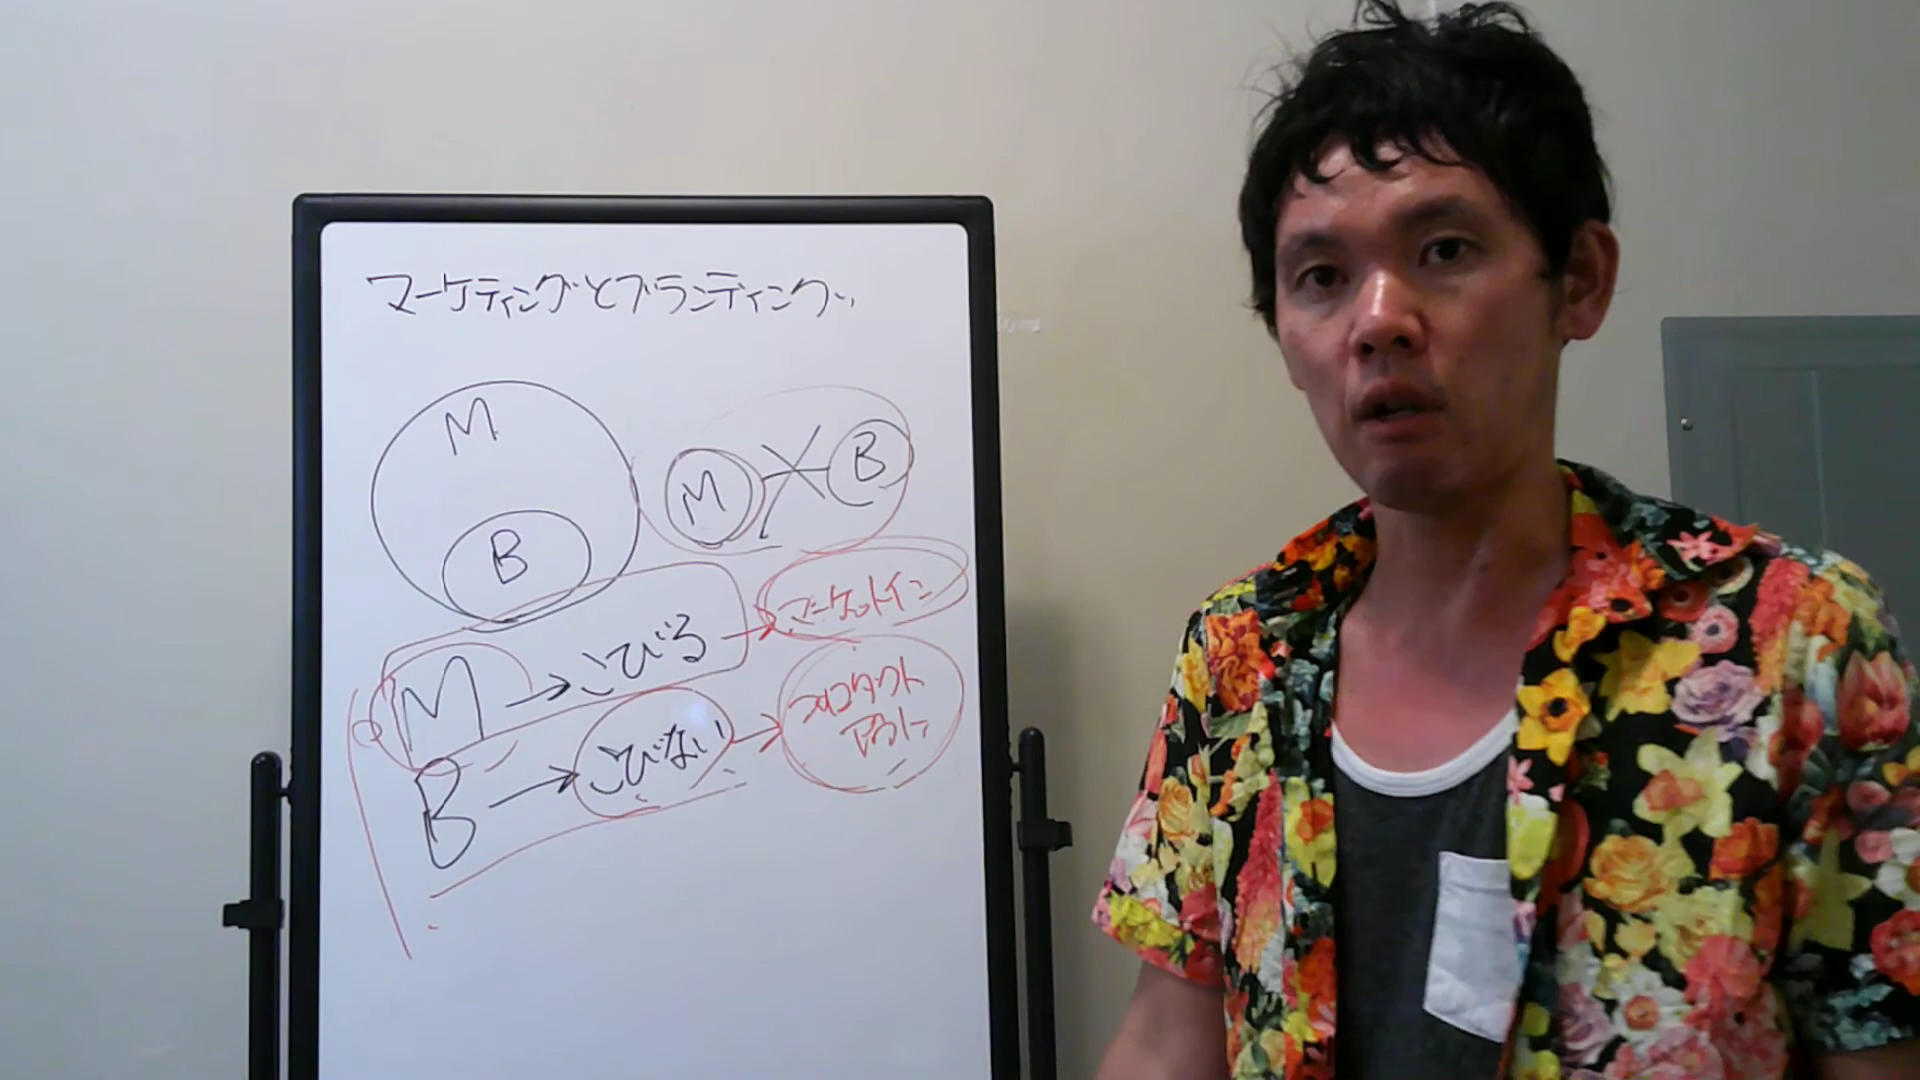 マーケティングとブランディング
M
B
M B
M → こびる → マーケットイン
B → こびない → プロダクト
アウト